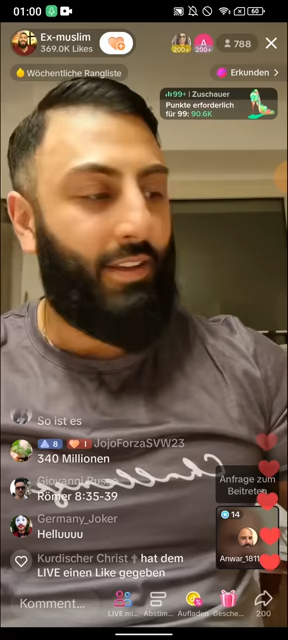 01:00
60
Ex-muslim
369.0K Likes
200+
A
200+
788
Wöchentliche Rangliste
Erkunden >
99+ | Zuschauer
Punkte erforderlich
für 99: 90.6K
So ist es
8
1
JojoForzaSVW23
340 Millionen
Giovanni Russo
Römer 8:35-39
Germany_Joker
Helluuuu
Kurdischer Christ ✝ hat dem
LIVE einen Like gegeben
Anfrage zum
Beitreten
14
Anwar_1811
Komment...
LIVE mi...
Abstim...
Aufladen
Gesche...
200